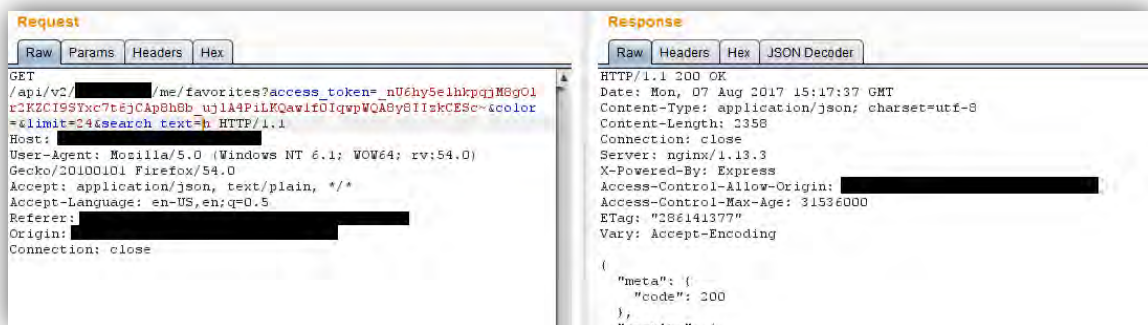 Request
Raw Params Headers Hex
GET
/api/v2/ /me/favorites?access_token=
=&limit=24&search_text=h HTTP/1.1
Host:
User-Agent: Mozilla/5.0 (Windows NT 6.1; WOW64; rv:54.0)
Gecko/20100101 Firefox/54.0
Accept: application/json, text/plain, */*
Accept-Language: en-US,en;q=0.5
Referer:
Origin:
Connection: close
Response
Raw Headers Hex JSON Decoder
HTTP/1.1 200 OK
Date: Mon, 07 Aug 2017 15:17:37 GMT
Content-Type: application/json; charset=utf-8
Content-Length: 2358
Connection: close
Server: nginx/1.13.3
X-Powered-By: Express
Access-Control-Allow-Origin:
Access-Control-Max-Age: 31536000
ETag: "286141377"
Vary: Accept-Encoding
{
"meta": {
"code": 200
},